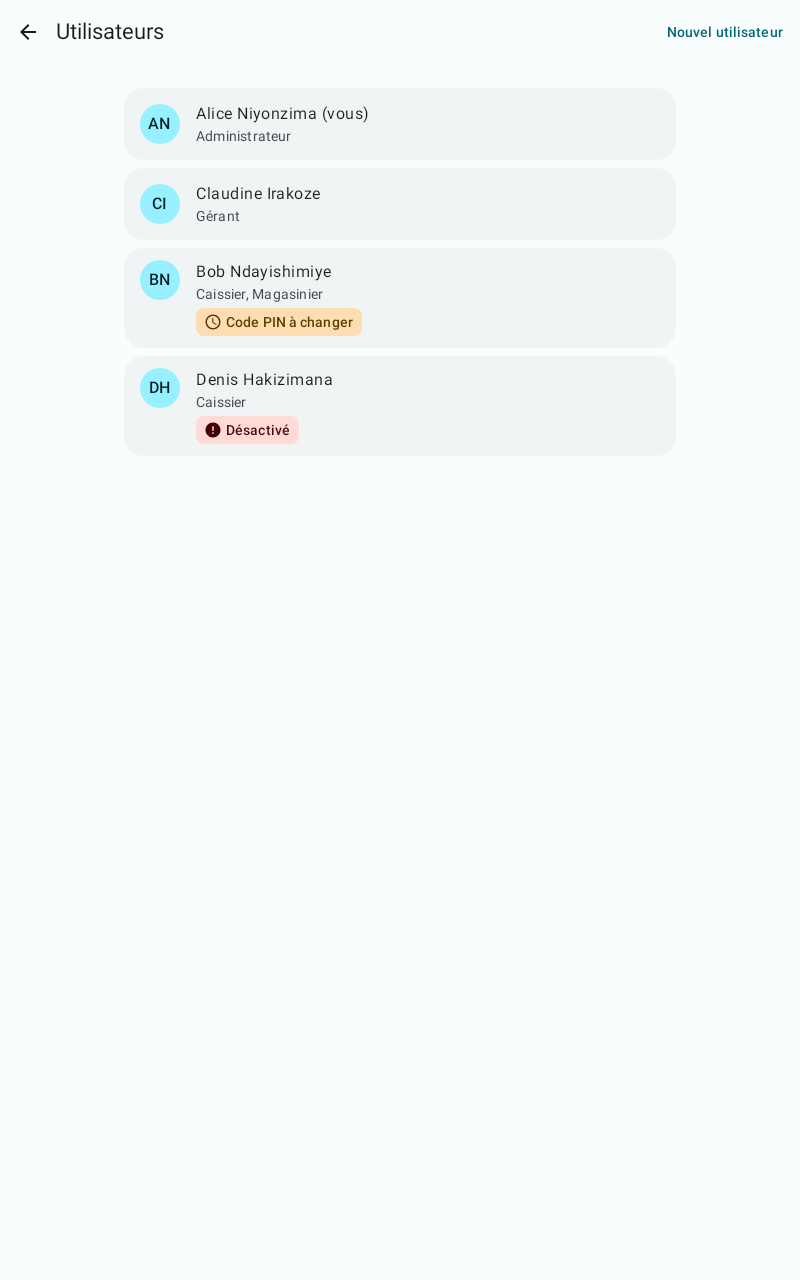 Utilisateurs
Nouvel utilisateur
AN
Alice Niyonzima (vous)
Administrateur
CI
Claudine Irakoze
Gérant
BN
Bob Ndayishimiye
Caissier, Magasinier
Code PIN à changer
DH
Denis Hakizimana
Caissier
Désactivé